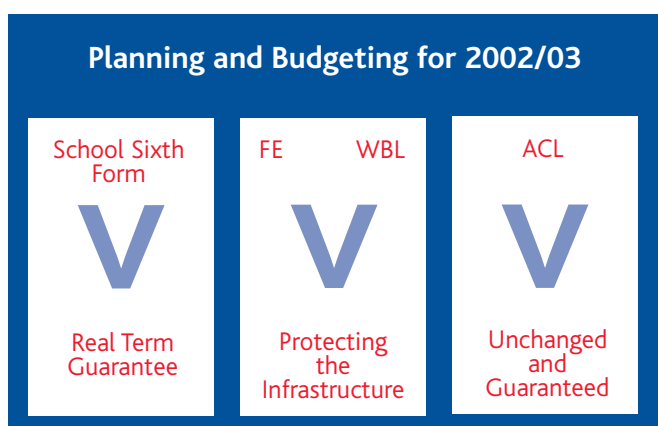 Planning and Budgeting for 2002/03
School Sixth
Form
V
Real Term
Guarantee
FE WBL
V
Protecting
the
Infrastructure
ACL
V
Unchanged
and
Guaranteed